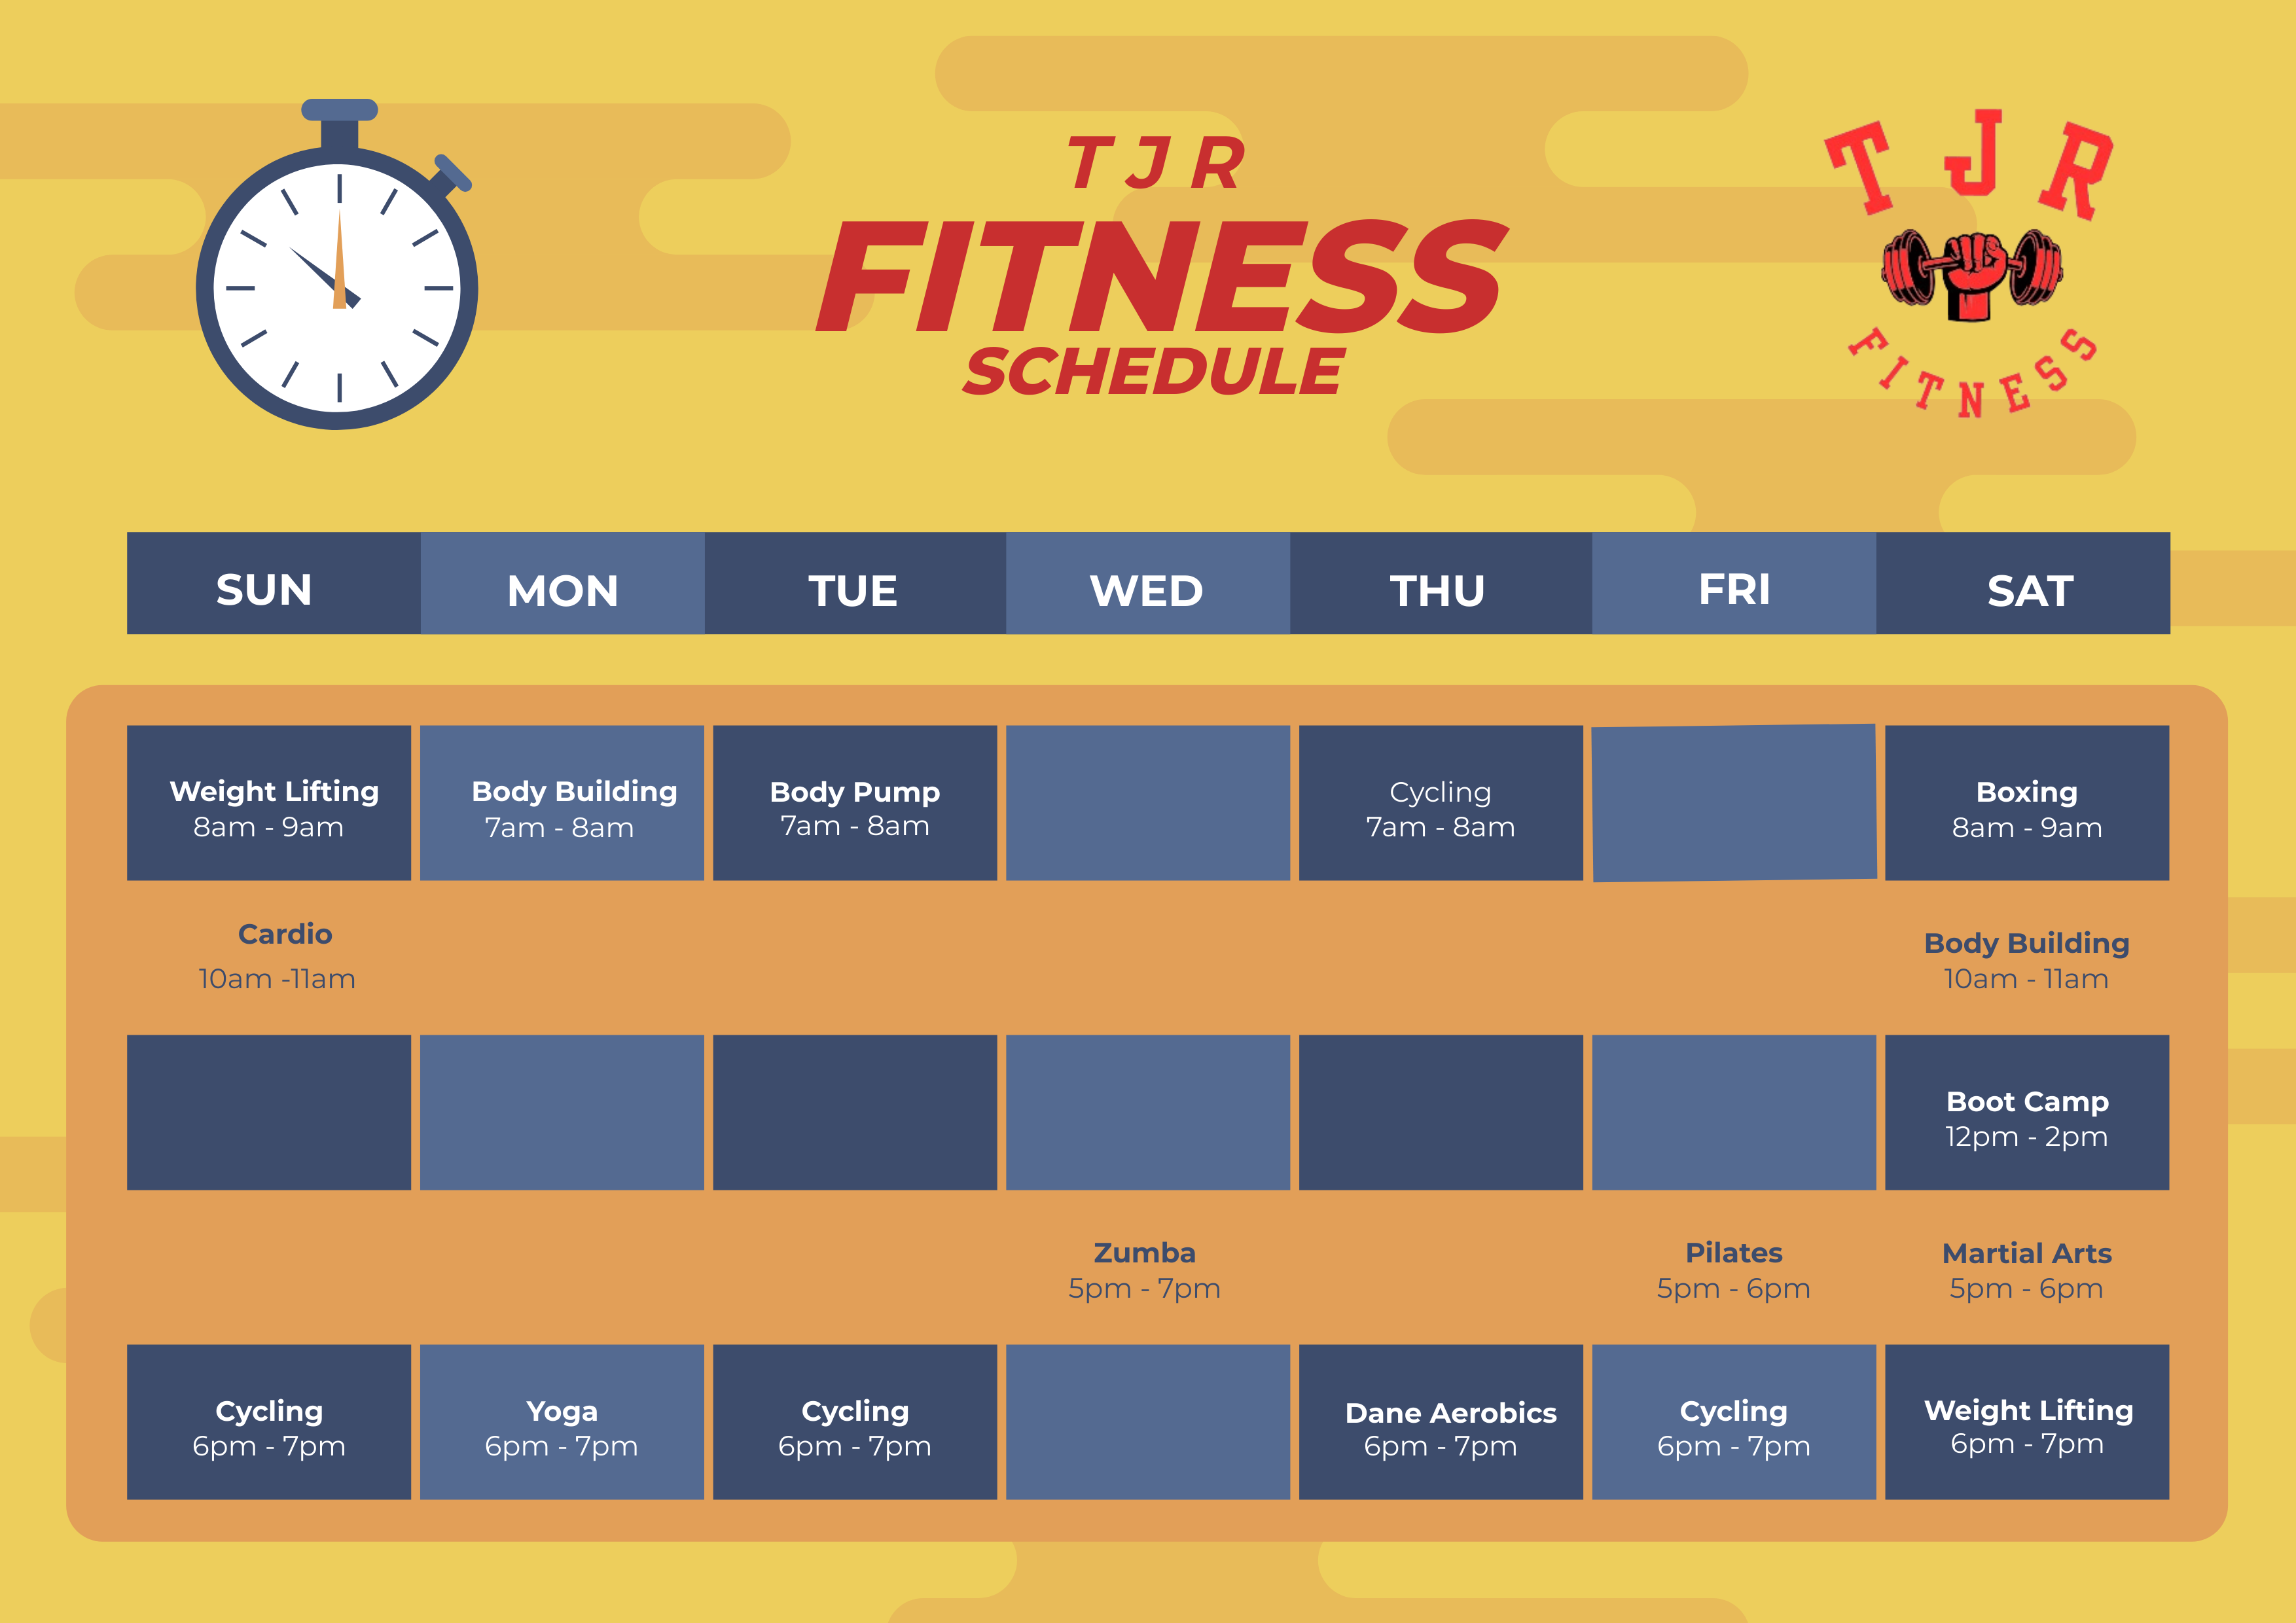 T J R
FITNESS
SCHEDULE
T J R
FITNESS
SUN MON TUE WED THU FRI SAT
Weight Lifting
8am - 9am
Body Building
7am - 8am
Body Pump
7am - 8am
Cycling
7am - 8am
Boxing
8am - 9am
Cardio
10am -11am
Body Building
10am - 11am
Boot Camp
12pm - 2pm
Zumba
5pm - 7pm
Pilates
5pm - 6pm
Martial Arts
5pm - 6pm
Cycling
6pm - 7pm
Yoga
6pm - 7pm
Cycling
6pm - 7pm
Dane Aerobics
6pm - 7pm
Cycling
6pm - 7pm
Weight Lifting
6pm - 7pm